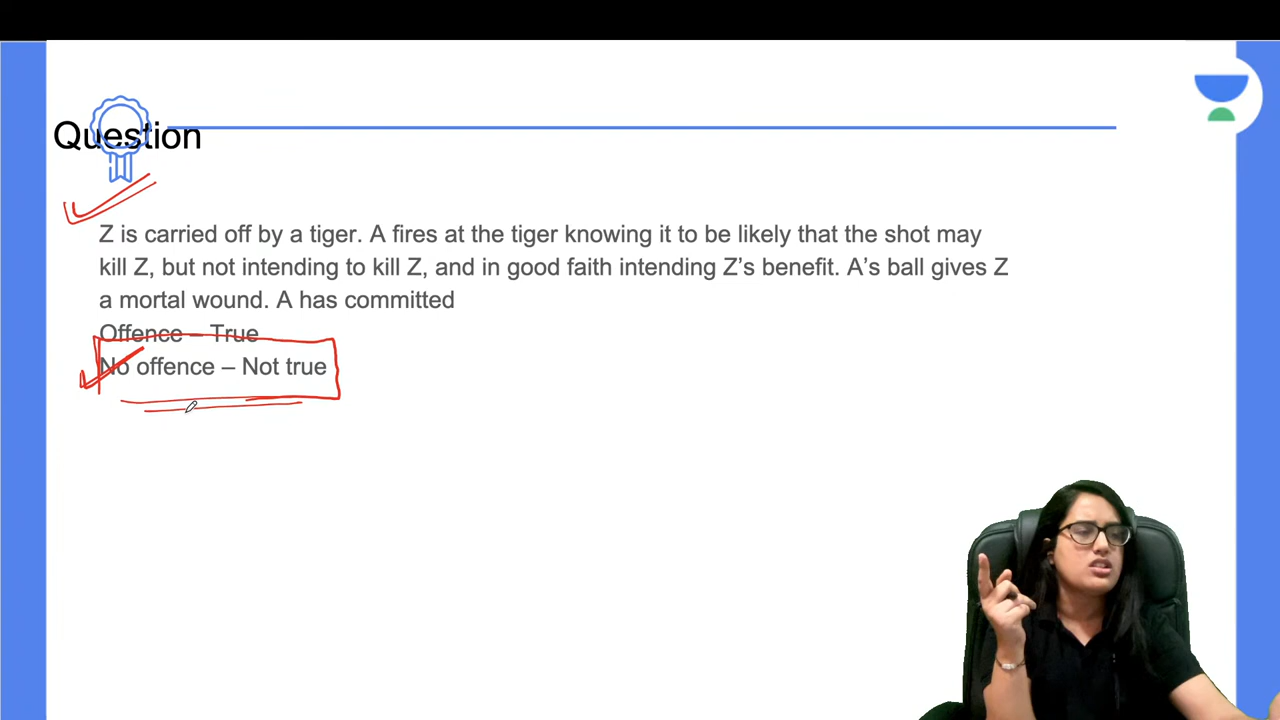 Question
Z is carried off by a tiger. A fires at the tiger knowing it to be likely that the shot may
kill Z, but not intending to kill Z, and in good faith intending Z’s benefit. A’s ball gives Z
a mortal wound. A has committed
Offence – True
No offence – Not true